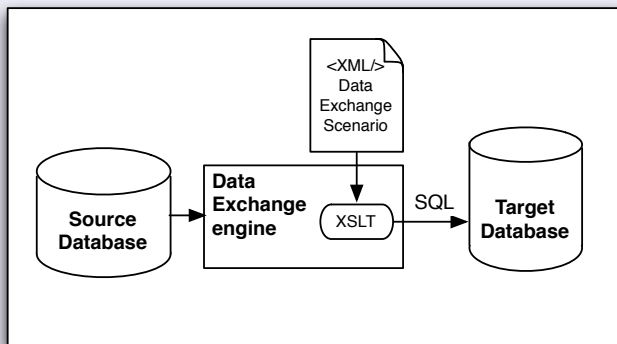 <XML/>
Data
Exchange
Scenario
Source
Database
Data
Exchange
engine
XSLT
SQL
Target
Database